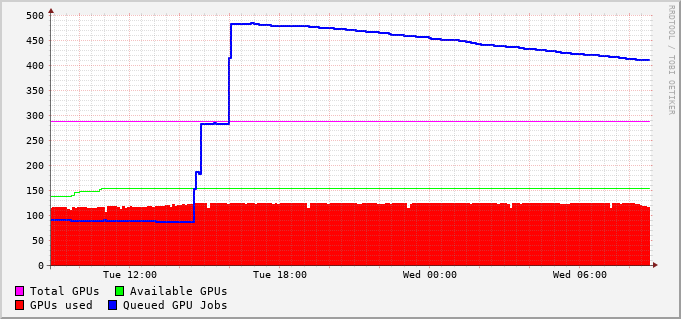 500
450
400
350
300
250
200
150
100
50
0
Tue 12:00 Tue 18:00 Wed 00:00 Wed 06:00
Total GPUs Available GPUs
GPUs used Queued GPU Jobs
RRDTOOL / TOBI OETIKER